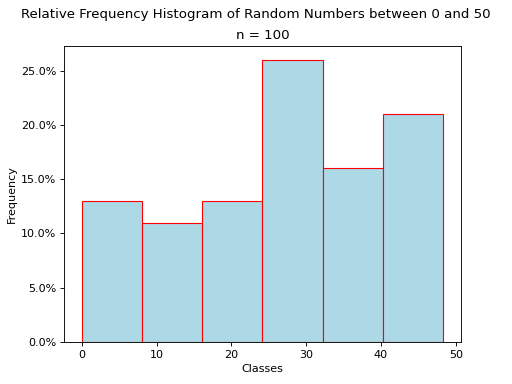 Relative Frequency Histogram of Random Numbers between 0 and 50
n = 100
25.0%
20.0%
15.0%
10.0%
5.0%
0.0%
Frequency
0 10 20 30 40 50
Classes